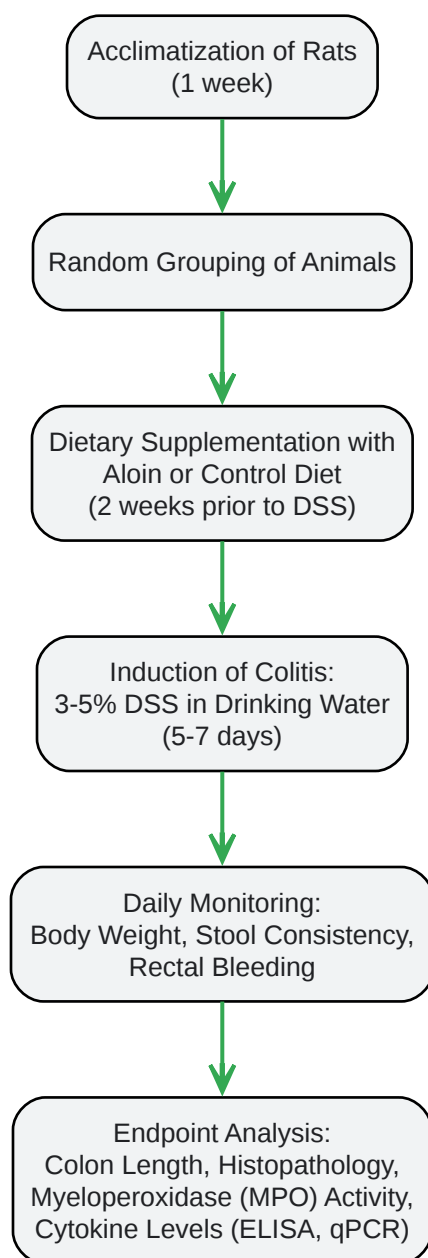 Acclimatization of Rats
(1 week)
Random Grouping of Animals
Dietary Supplementation with
Aloin or Control Diet
(2 weeks prior to DSS)
Induction of Colitis:
3-5% DSS in Drinking Water
(5-7 days)
Daily Monitoring:
Body Weight, Stool Consistency,
Rectal Bleeding
Endpoint Analysis:
Colon Length, Histopathology,
Myeloperoxidase (MPO) Activity,
Cytokine Levels (ELISA, qPCR)